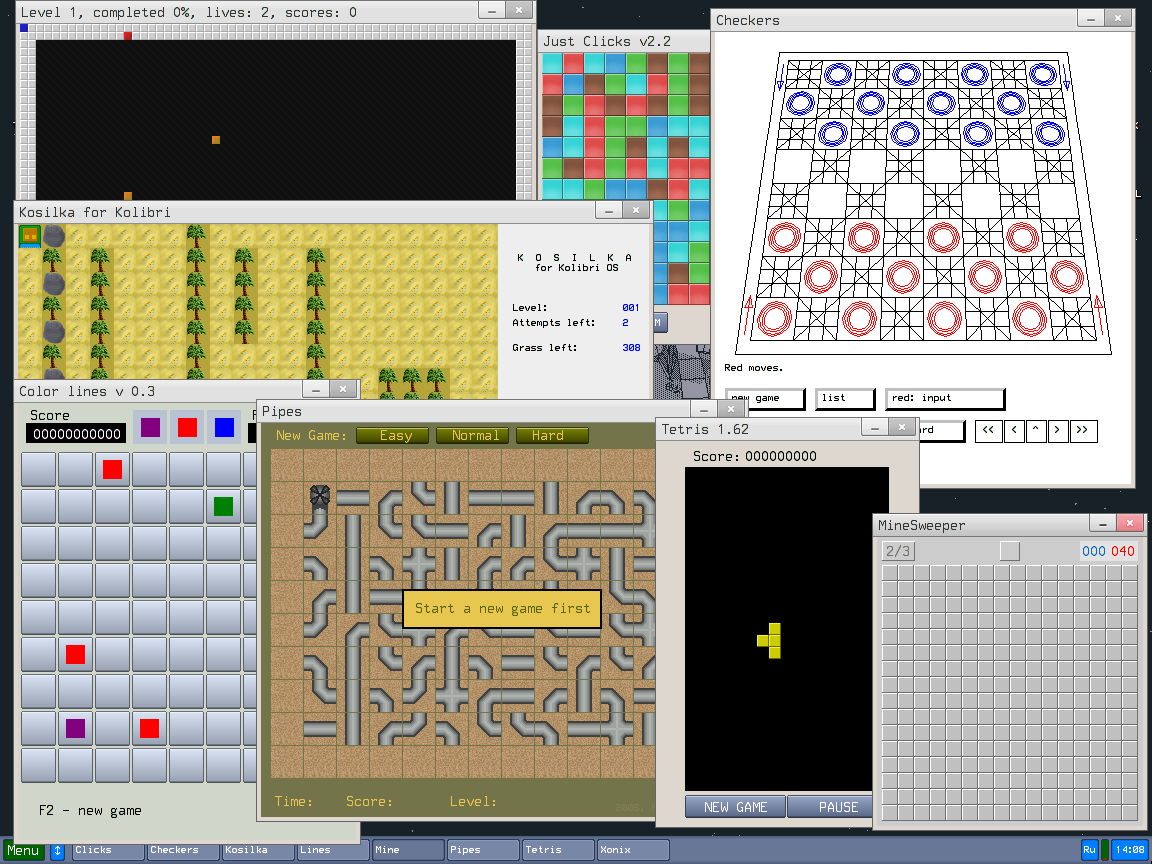 Level 1, completed 0%, lives: 2, scores: 0
Just Clicks v2.2
Checkers
Red moves.
new game
list
red: input
<<
<
^
>
>>
Kosilka for Kolibri
K O S I L K A
for Kolibri OS
Level: 001
Attempts left: 2
Grass left: 308
M
Color lines v 0.3
Score
00000000000
F2 - new game
Pipes
New Game: Easy Normal Hard
Start a new game first
Time: Score: Level:
Tetris 1.62
Score: 000000000
NEW GAME
PAUSE
MineSweeper
2/3
000 040
Menu
Clicks
Checkers
Kosilka
Lines
Mine
Pipes
Tetris
Xonix
Ru
14:08